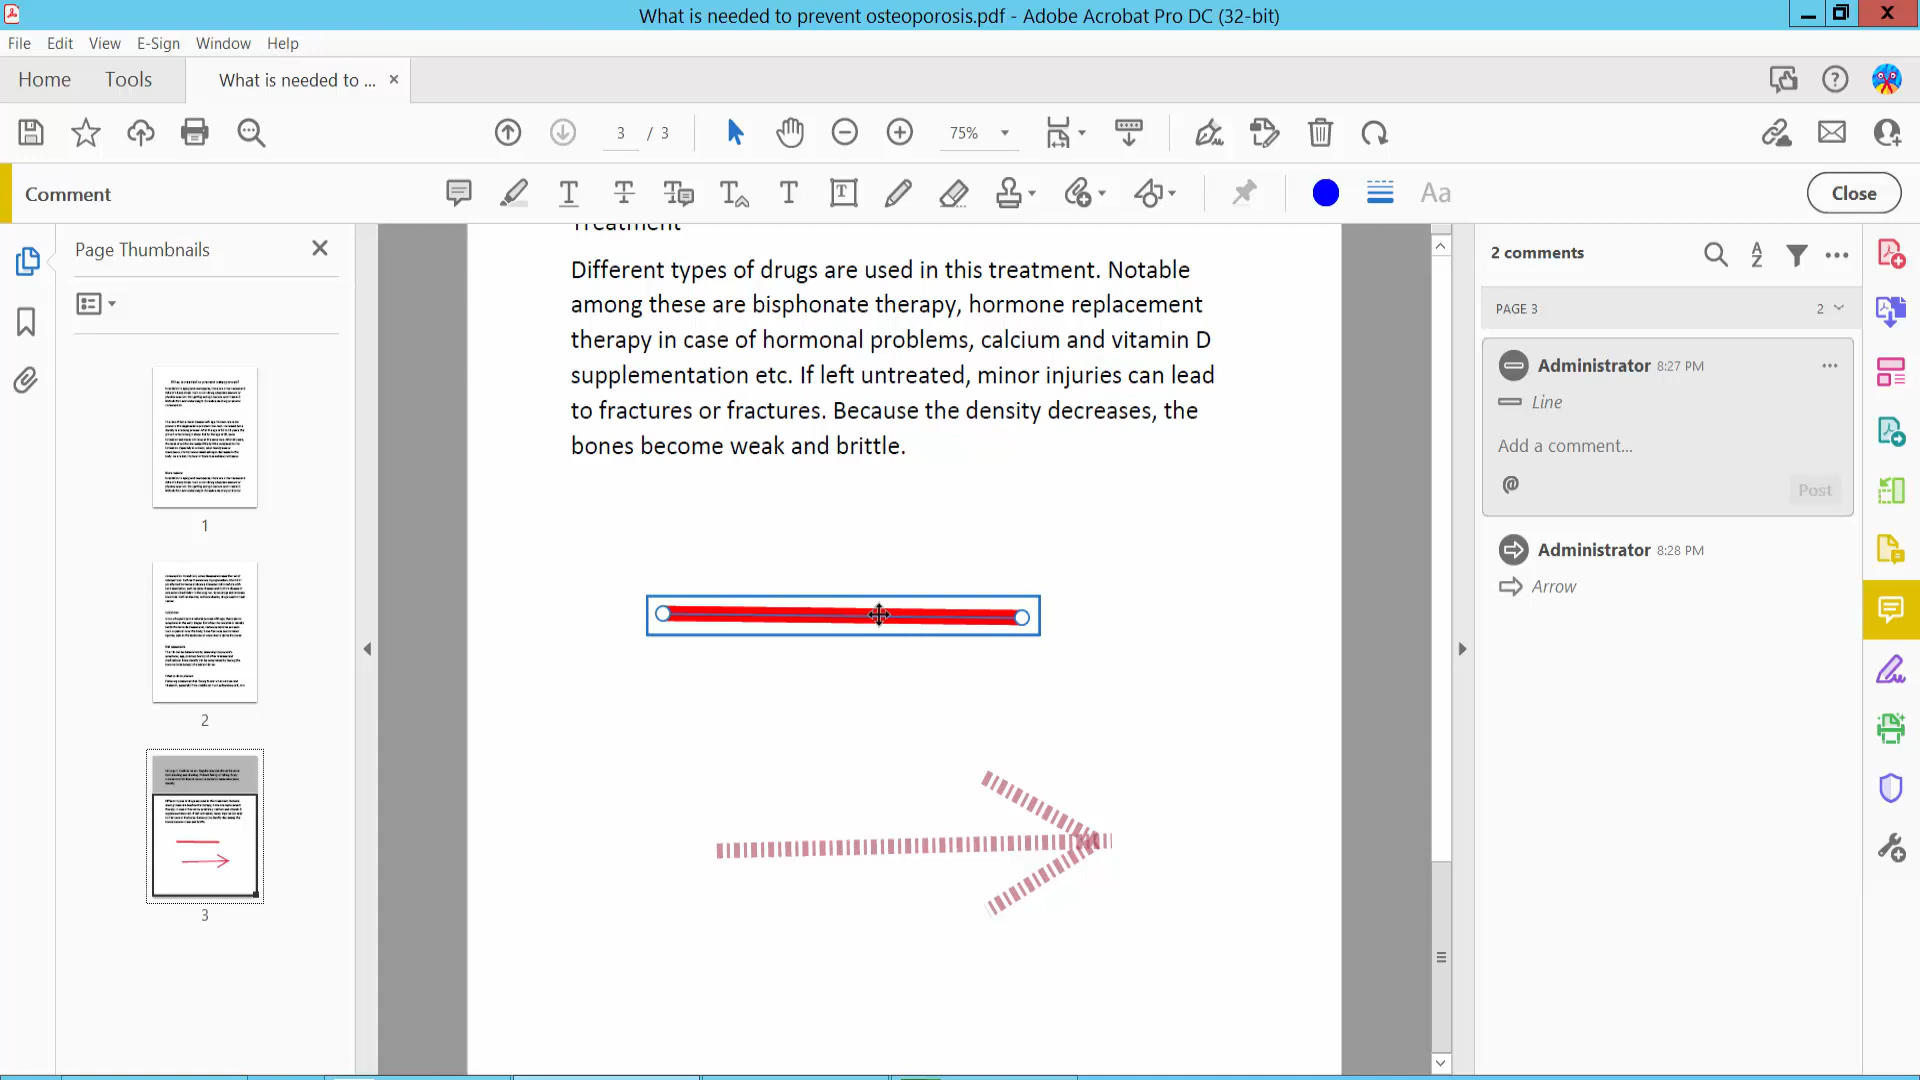 What is needed to prevent osteoporosis.pdf - Adobe Acrobat Pro DC (32-bit)
File Edit View E-Sign Window Help
Home Tools What is needed to ... ×
3 / 3 75%
Comment
Close
Page Thumbnails
1
2
3
Treatment
Different types of drugs are used in this treatment. Notable
among these are bisphonate therapy, hormone replacement
therapy in case of hormonal problems, calcium and vitamin D
supplementation etc. If left untreated, minor injuries can lead
to fractures or fractures. Because the density decreases, the
bones become weak and brittle.
2 comments
PAGE 3 2
Administrator 8:27 PM
Line
Add a comment...
@
Post
Administrator 8:28 PM
Arrow